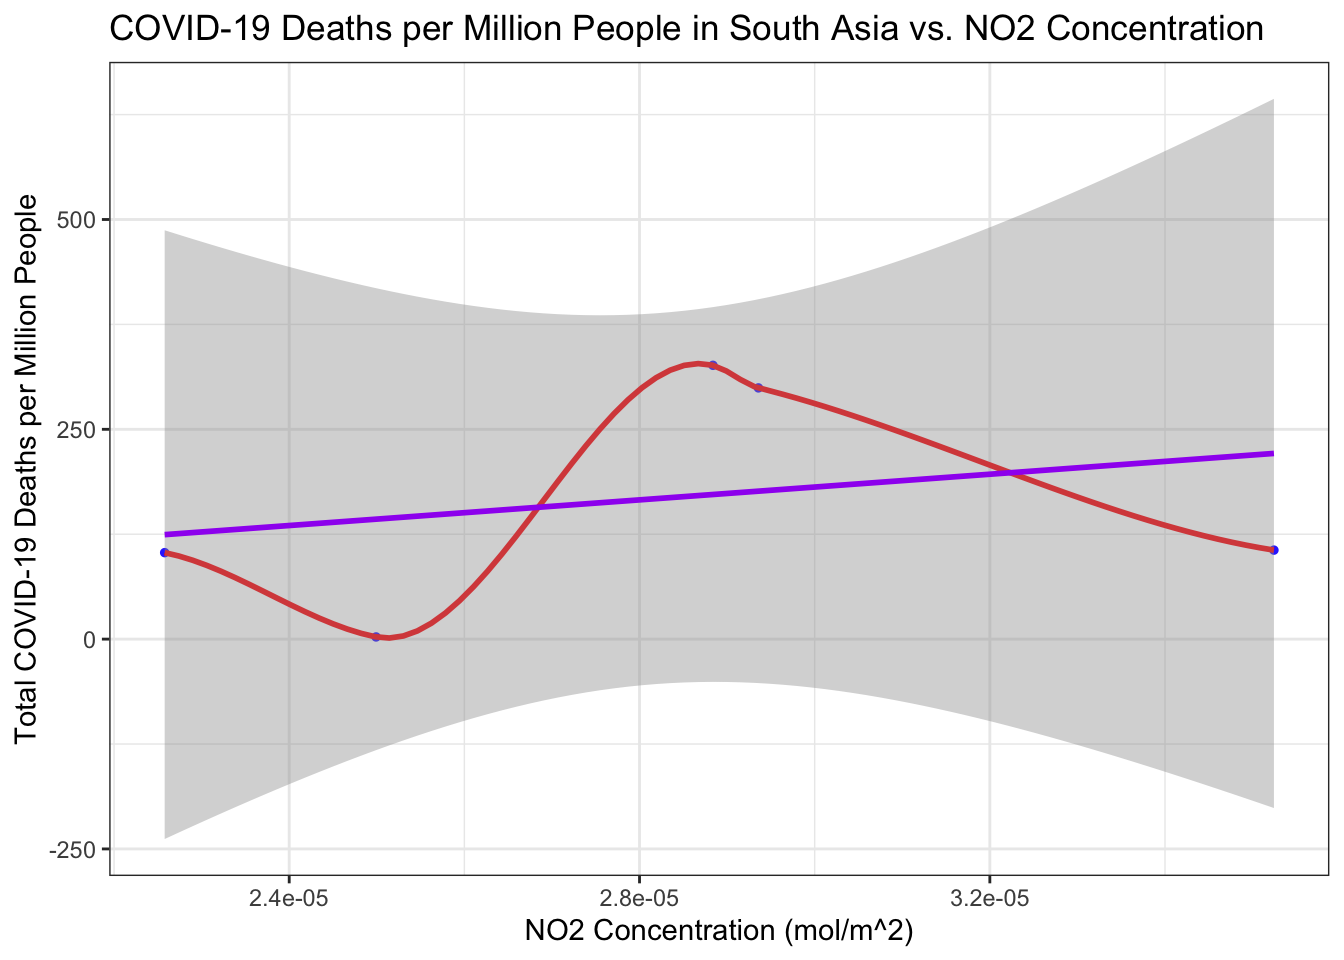 COVID-19 Deaths per Million People in South Asia vs. NO2 Concentration
Total COVID-19 Deaths per Million People
500
250
0
-250
2.4e-05
2.8e-05
3.2e-05
NO2 Concentration (mol/m^2)